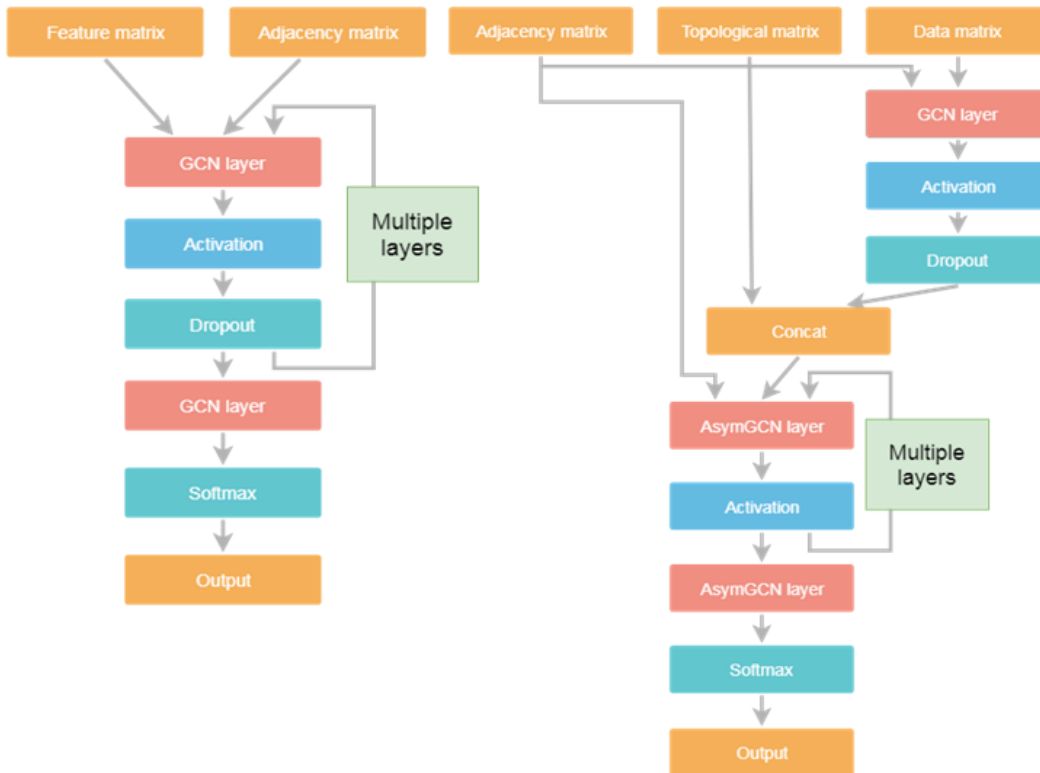 Feature matrix
Adjacency matrix
GCN layer
Activation
Dropout
Multiple
layers
GCN layer
Softmax
Output
Adjacency matrix
Topological matrix
Data matrix
GCN layer
Activation
Dropout
Concat
AsymGCN layer
Activation
Multiple
layers
AsymGCN layer
Softmax
Output